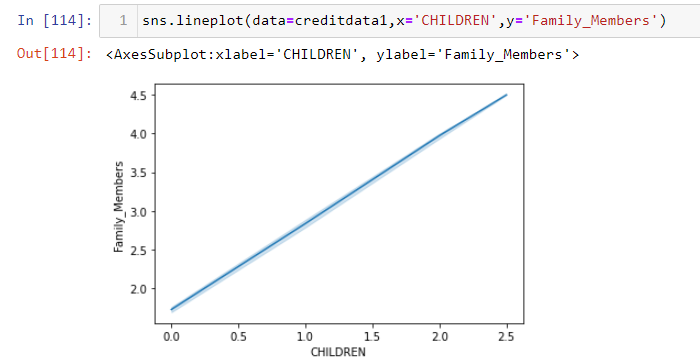 In [114]: 1 sns.lineplot(data=creditdata1,x='CHILDREN',y='Family_Members')
Out[114]: <AxesSubplot:xlabel='CHILDREN', ylabel='Family_Members'>
4.5
4.0
3.5
3.0
2.5
2.0
Family_Members
0.0 0.5 1.0 1.5 2.0 2.5
CHILDREN